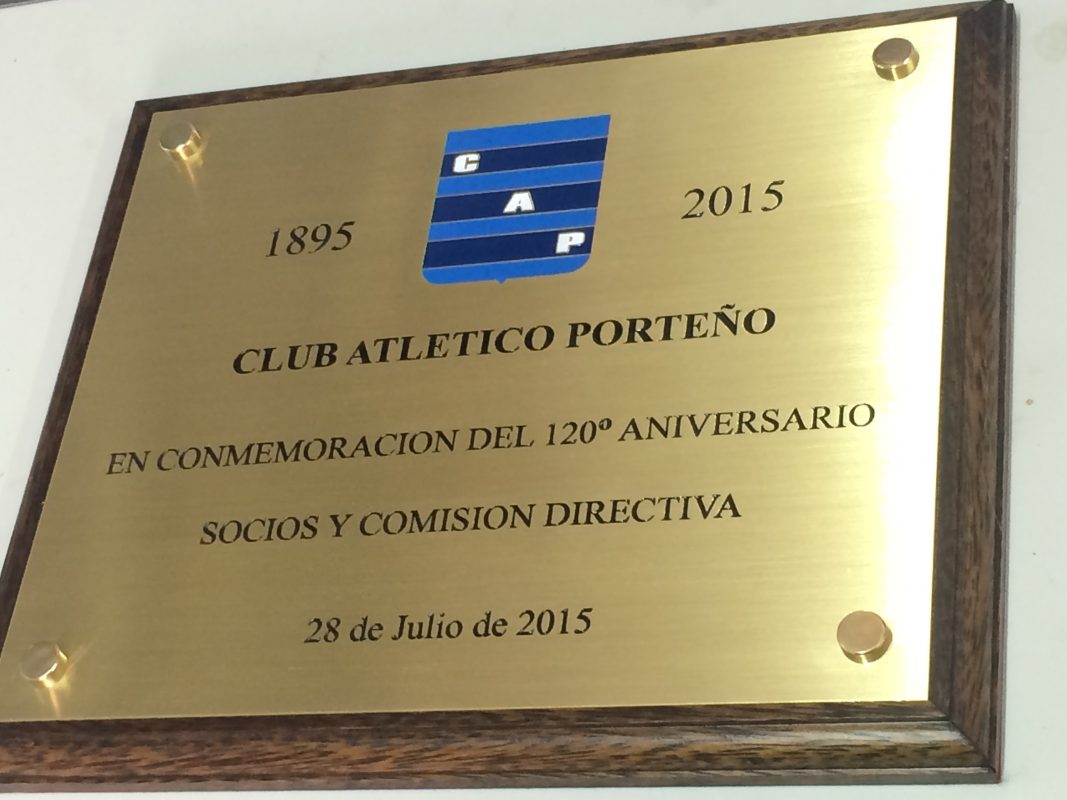 C
A
P
1895 2015
CLUB ATLETICO PORTEÑO
EN CONMEMORACION DEL 120º ANIVERSARIO
SOCIOS Y COMISION DIRECTIVA
28 de Julio de 2015